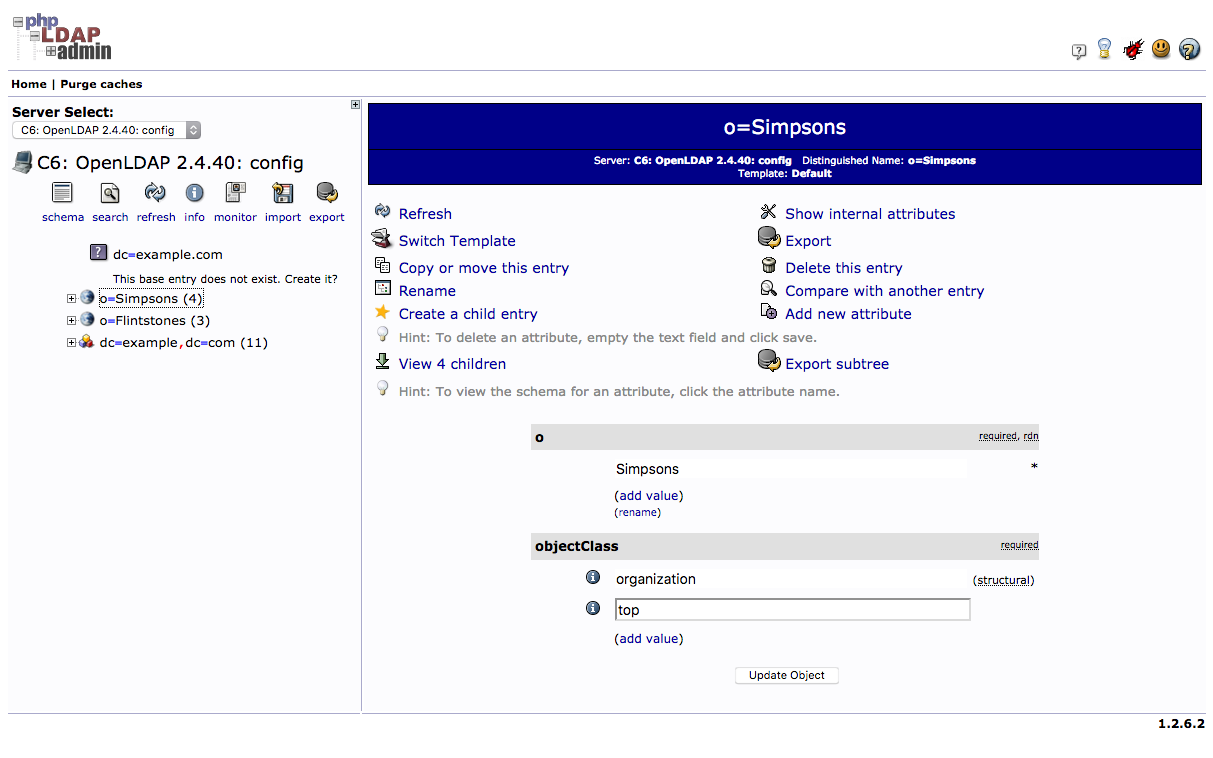 php
LDAP
admin
Home | Purge caches
Server Select:
C6: OpenLDAP 2.4.40: config
C6: OpenLDAP 2.4.40: config
schema search refresh info monitor import export
dc=example.com
This base entry does not exist. Create it?
o=Simpsons (4)
o=Flintstones (3)
dc=example,dc=com (11)
o=Simpsons
Server: C6: OpenLDAP 2.4.40: config Distinguished Name: o=Simpsons
Template: Default
Refresh Show internal attributes
Switch Template Export
Copy or move this entry Delete this entry
Rename Compare with another entry
Create a child entry Add new attribute
Hint: To delete an attribute, empty the text field and click save.
View 4 children Export subtree
Hint: To view the schema for an attribute, click the attribute name.
o required, rdn
Simpsons *
(add value)
(rename)
objectClass required
organization (structural)
top
(add value)
Update Object
1.2.6.2